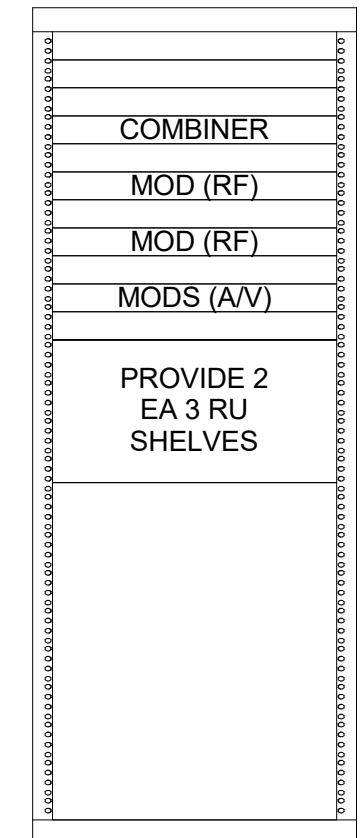 COMBINER
MOD (RF)
MOD (RF)
MODS (A/V)
PROVIDE 2
EA 3 RU
SHELVES